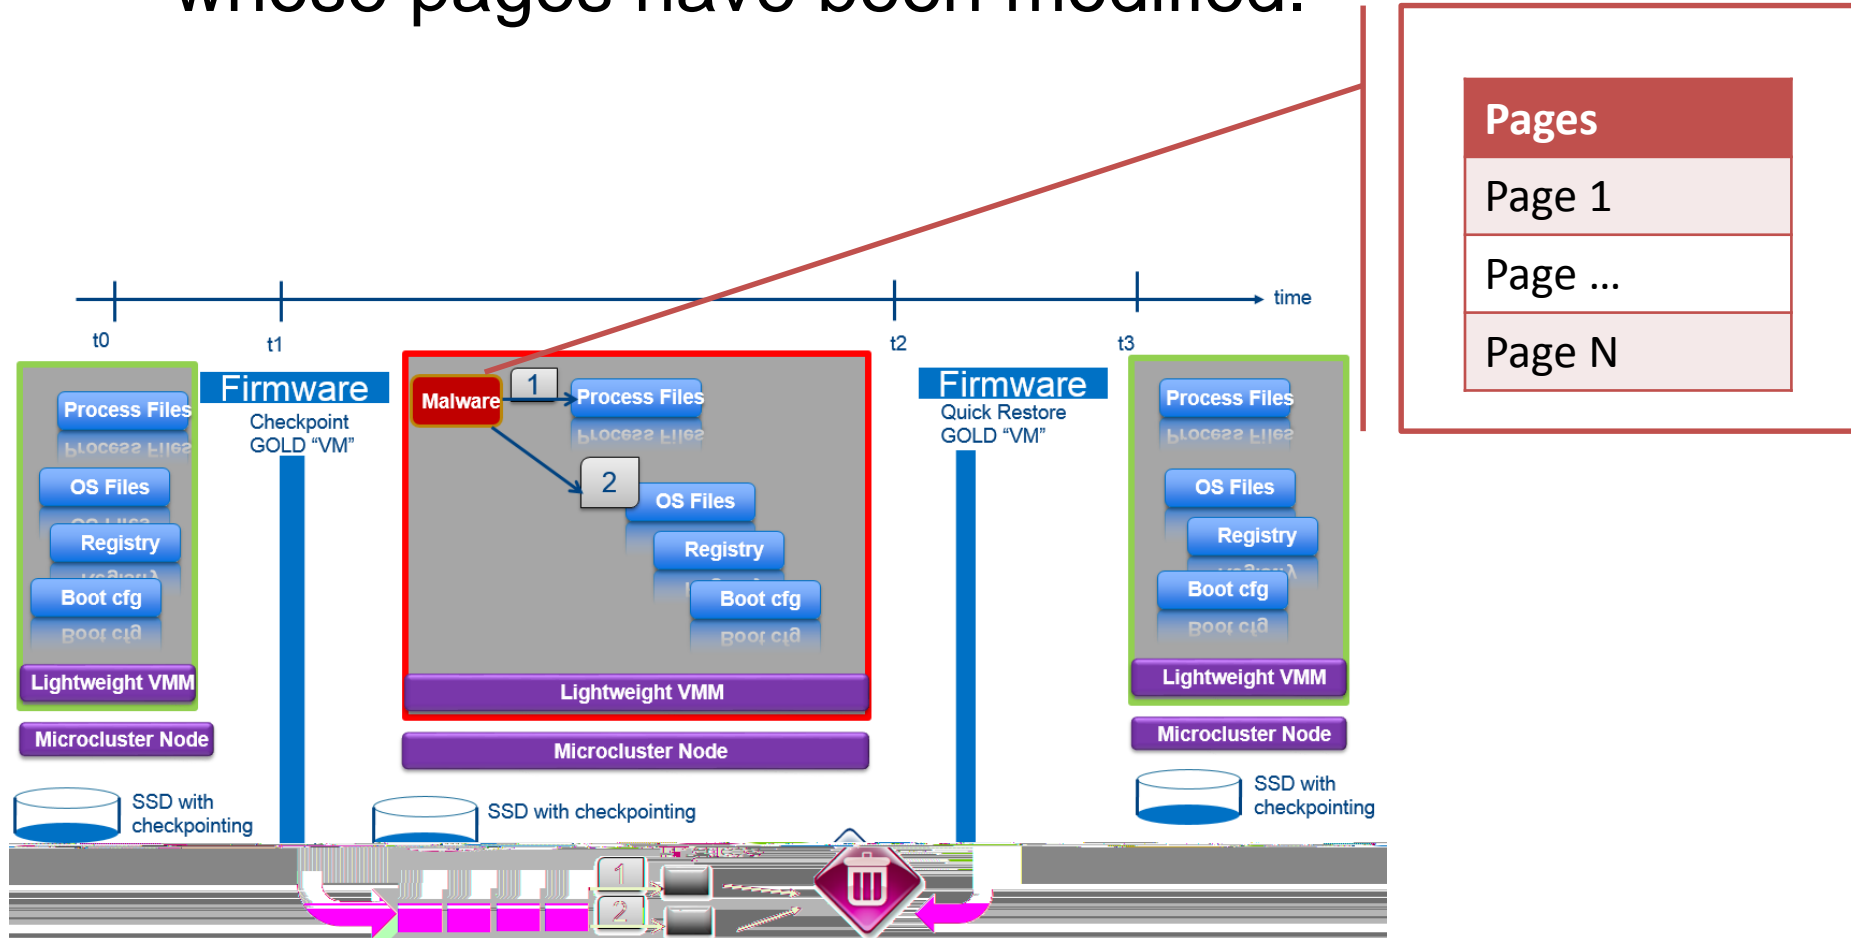 whose pages have been modified.
Pages
Page 1
Page ...
Page N
time
t0
t1
t2
t3
Process Files
OS Files
Registry
Boot cfg
Lightweight VMM
Microcluster Node
SSD with
checkpointing
Firmware
Checkpoint
GOLD “VM”
Malware
1
Process Files
2
OS Files
Registry
Boot cfg
Lightweight VMM
Microcluster Node
SSD with checkpointing
Firmware
Quick Restore
GOLD “VM”
Process Files
OS Files
Registry
Boot cfg
Lightweight VMM
Microcluster Node
SSD with
checkpointing
1
2